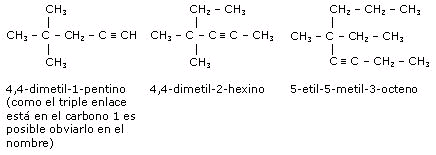 CH₃
CH₃ – C – CH₂ – C ≡ CH
CH₃
4,4-dimetil-1-pentino
(como el triple enlace
está en el carbono 1 es
posible obviarlo en el
nombre)
CH₂ – CH₃
CH₃ – C – C ≡ C – CH₃
CH₃
4,4-dimetil-2-hexino
CH₂ – CH₂ – CH₃
CH₃ – C – CH₂ – CH₃
C ≡ C – CH₂ – CH₃
5-etil-5-metil-3-octeno